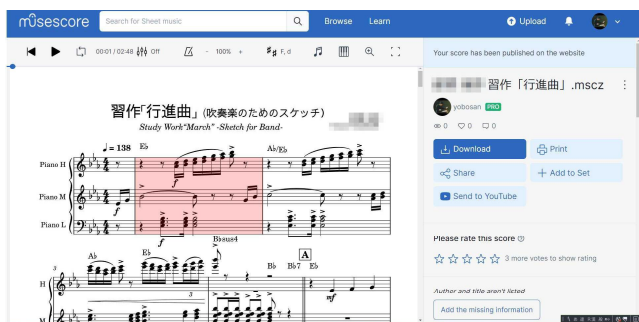 musescore
Search for Sheet music
Browse
Learn
Upload
00:01 / 02:48
Off
- 100% +
F, d
Your score has been published on the website
習作「行進曲」.mscz
yobosan PRO
0 0 0
Download
Print
Share
Add to Set
Send to YouTube
Please rate this score
3 more votes to show rating
Author and title aren't listed
Add the missing information
習作「行進曲」(吹奏楽のためのスケッチ)
Study Work"March" -Sketch for Band-
♩ = 138
E♭
A♭/E♭
Piano H
f
Piano M
f
Piano L
f
B♭sus4
3
A♭
E♭
B♭
B♭7
E♭
A
H
3
mf
M